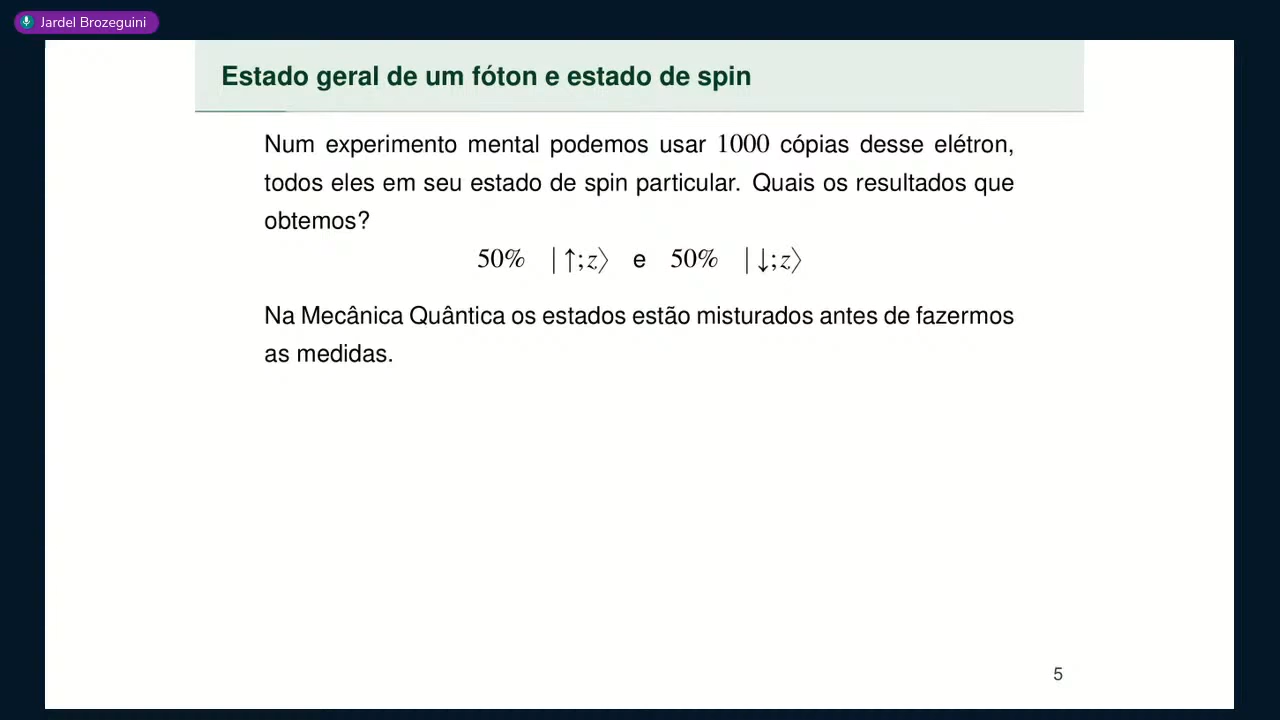 Jardel Brozeguini
Estado geral de um fóton e estado de spin
Num experimento mental podemos usar 1000 cópias desse elétron,
todos eles em seu estado de spin particular. Quais os resultados que
obtemos?
50% |↑;z⟩ e 50% |↓;z⟩
Na Mecânica Quântica os estados estão misturados antes de fazermos
as medidas.
5